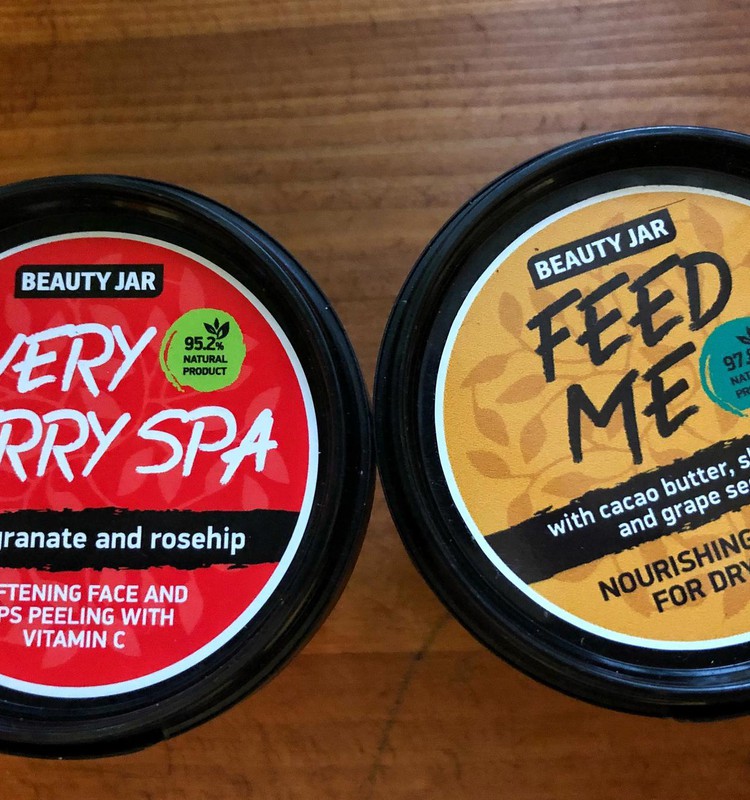 BEAUTY JAR
VERY
RRY SPA
95.2%
NATURAL
PRODUCT
granate and rosehip
FTENING FACE AND
PS PEELING WITH
VITAMIN C
BEAUTY JAR
FEED
ME
97.
with cacao butter, sh
and grape se
NOURISHING
FOR DRY